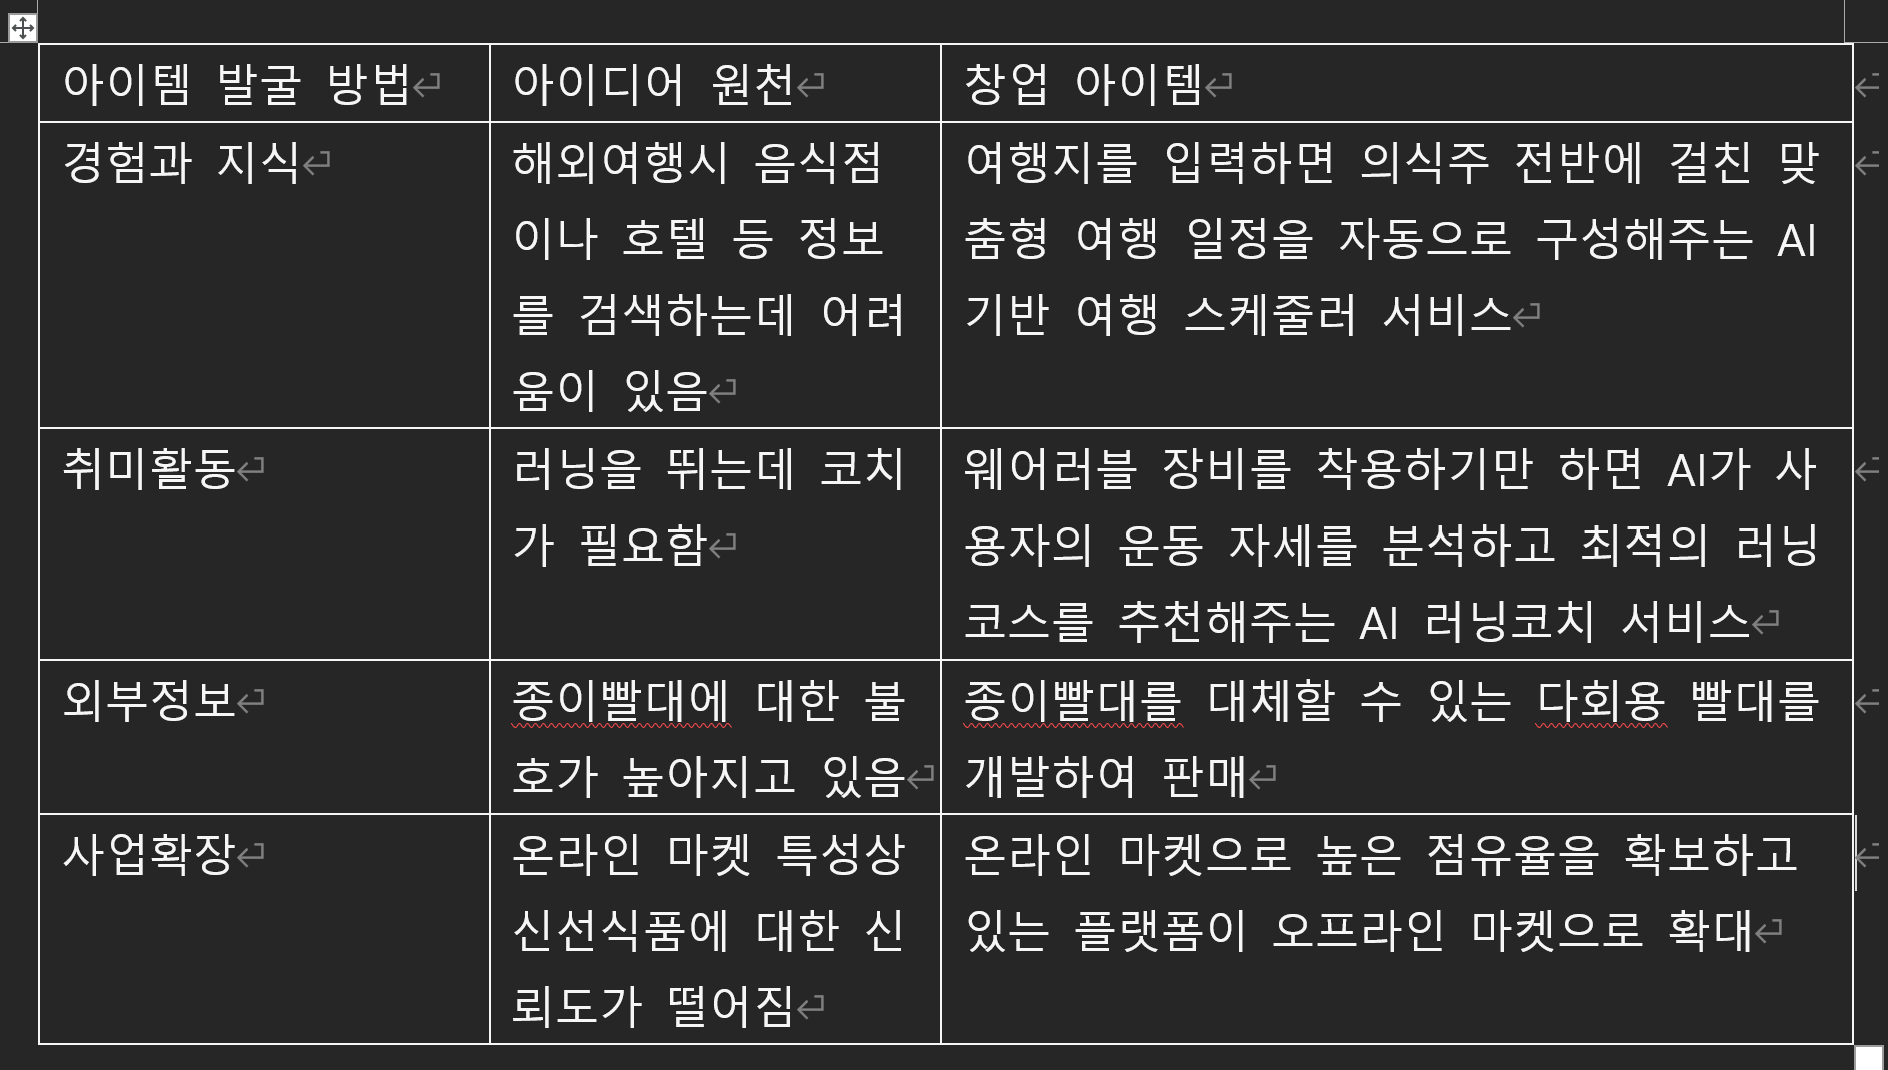 아이템 발굴 방법
아이디어 원천
창업 아이템
경험과 지식
해외여행시 음식점
이나 호텔 등 정보
를 검색하는데 어려
움이 있음
여행지를 입력하면 의식주 전반에 걸친 맞
춤형 여행 일정을 자동으로 구성해주는 AI
기반 여행 스케줄러 서비스
취미활동
러닝을 뛰는데 코치
가 필요함
웨어러블 장비를 착용하기만 하면 AI가 사
용자의 운동 자세를 분석하고 최적의 러닝
코스를 추천해주는 AI 러닝코치 서비스
외부정보
종이빨대에 대한 불
호가 높아지고 있음
종이빨대를 대체할 수 있는 다회용 빨대를
개발하여 판매
사업확장
온라인 마켓 특성상
신선식품에 대한 신
뢰도가 떨어짐
온라인 마켓으로 높은 점유율을 확보하고
있는 플랫폼이 오프라인 마켓으로 확대